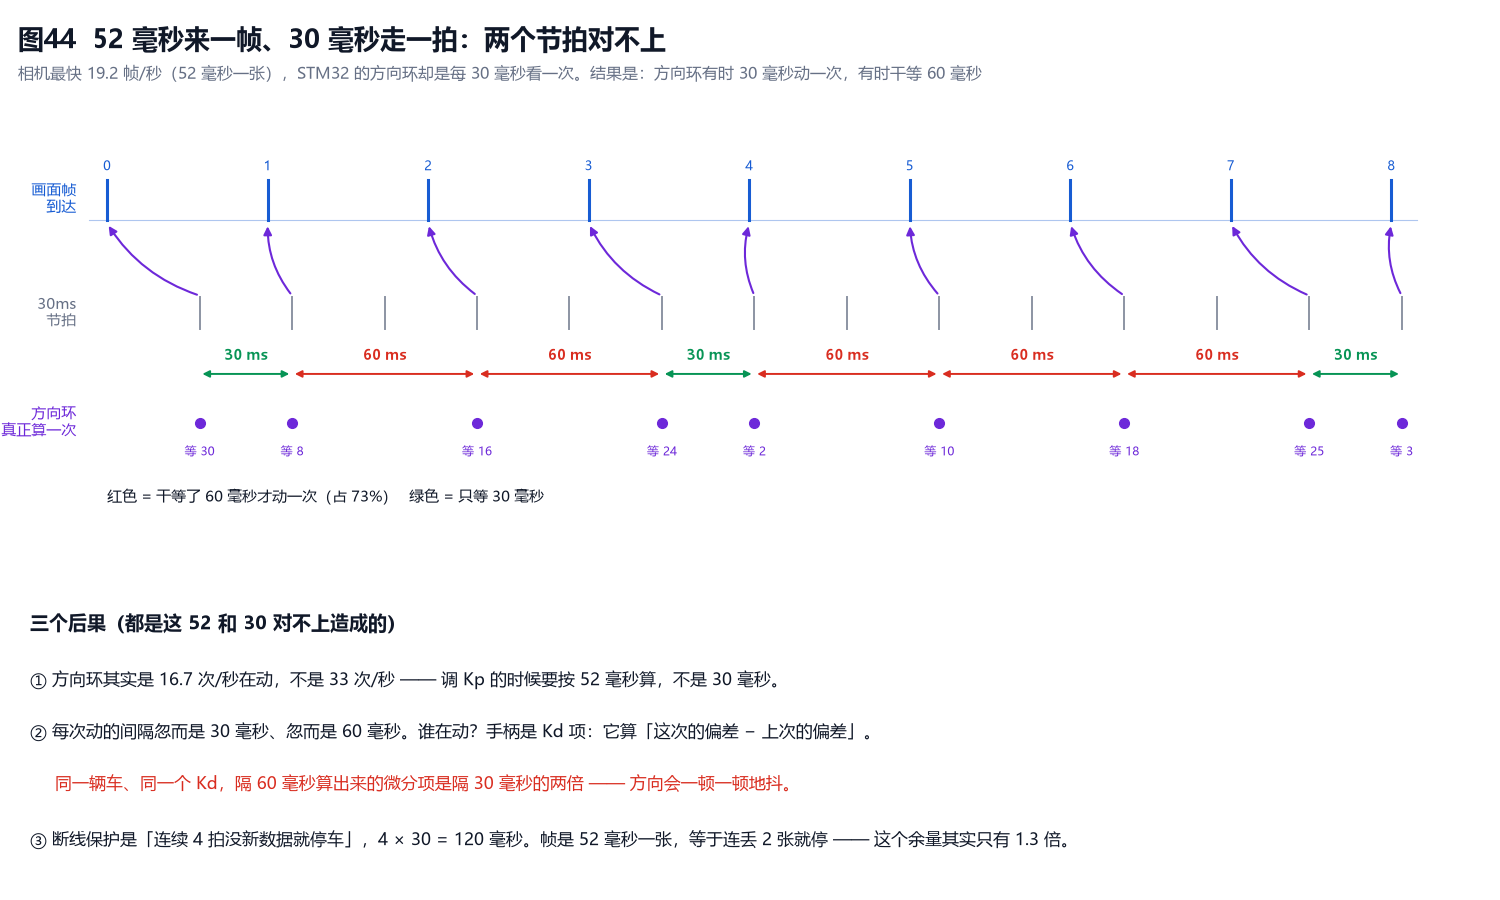 图44 52 毫秒来一帧、30 毫秒走一拍：两个节拍对不上
相机最快 19.2 帧/秒（52 毫秒一张），STM32 的方向环却是每 30 毫秒看一次。结果是：方向环有时 30 毫秒动一次，有时干等 60 毫秒
0 1 2 3 4 5 6 7 8
画面帧
到达
30ms
节拍
30 ms 60 ms 60 ms 30 ms 60 ms 60 ms 60 ms 30 ms
方向环
真正算一次
等 30 等 8 等 16 等 24 等 2 等 10 等 18 等 25 等 3
红色 = 干等了 60 毫秒才动一次（占 73%） 绿色 = 只等 30 毫秒
三个后果（都是这 52 和 30 对不上造成的）
① 方向环其实是 16.7 次/秒在动，不是 33 次/秒 —— 调 Kp 的时候要按 52 毫秒算，不是 30 毫秒。
② 每次动的间隔忽而是 30 毫秒、忽而是 60 毫秒。谁在动？手柄是 Kd 项：它算「这次的偏差 − 上次的偏差」。
同一辆车、同一个 Kd，隔 60 毫秒算出来的微分项是隔 30 毫秒的两倍 —— 方向会一顿一顿地抖。
③ 断线保护是「连续 4 拍没新数据就停车」，4 × 30 = 120 毫秒。帧是 52 毫秒一张，等于连丢 2 张就停 —— 这个余量其实只有 1.3 倍。